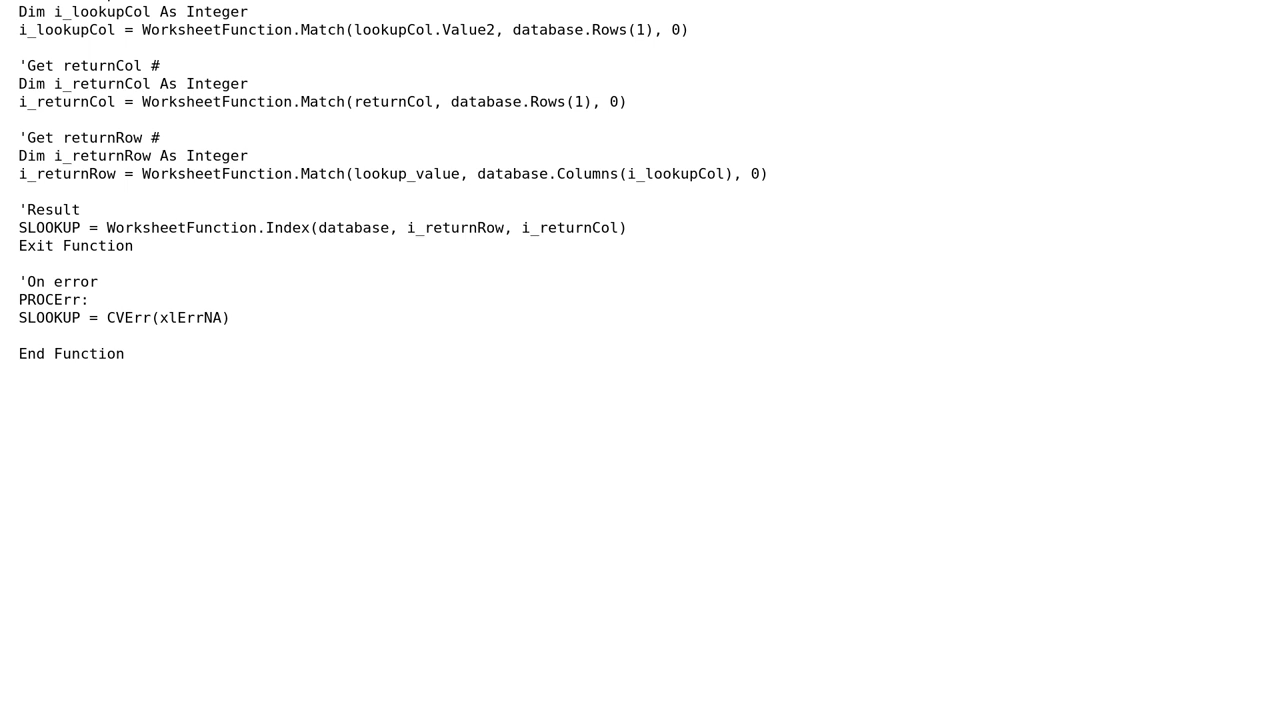 Dim i_lookupCol As Integer
i_lookupCol = WorksheetFunction.Match(lookupCol.Value2, database.Rows(1), 0)
'Get returnCol #
Dim i_returnCol As Integer
i_returnCol = WorksheetFunction.Match(returnCol, database.Rows(1), 0)
'Get returnRow #
Dim i_returnRow As Integer
i_returnRow = WorksheetFunction.Match(lookup_value, database.Columns(i_lookupCol), 0)
'Result
SLOOKUP = WorksheetFunction.Index(database, i_returnRow, i_returnCol)
Exit Function
'On error
PROCErr:
SLOOKUP = CVErr(xlErrNA)
End Function